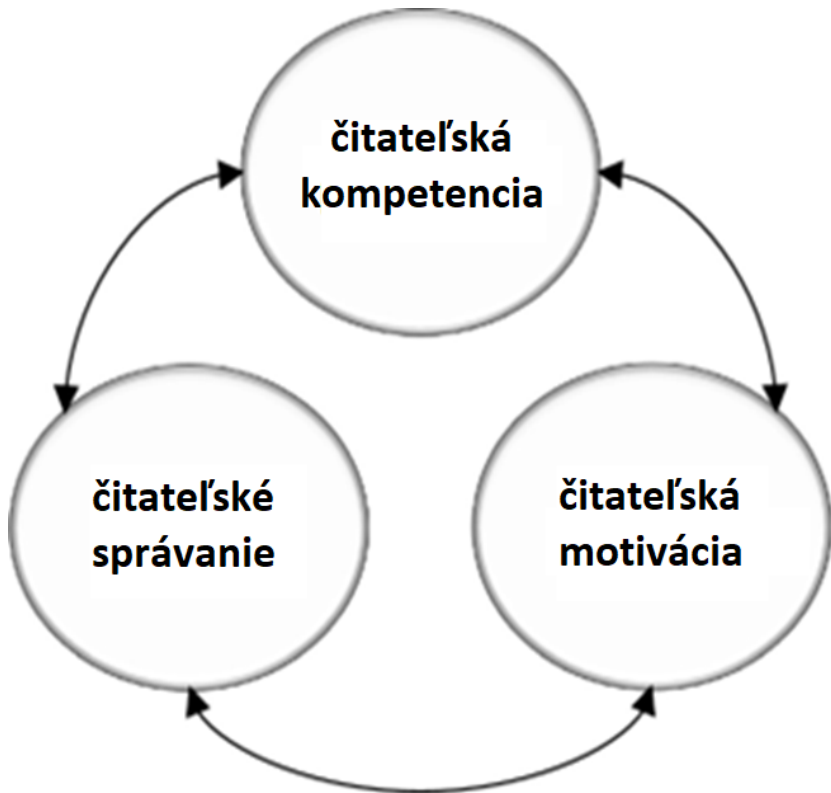 čitateľská
kompetencia
čitateľské
správanie
čitateľská
motivácia